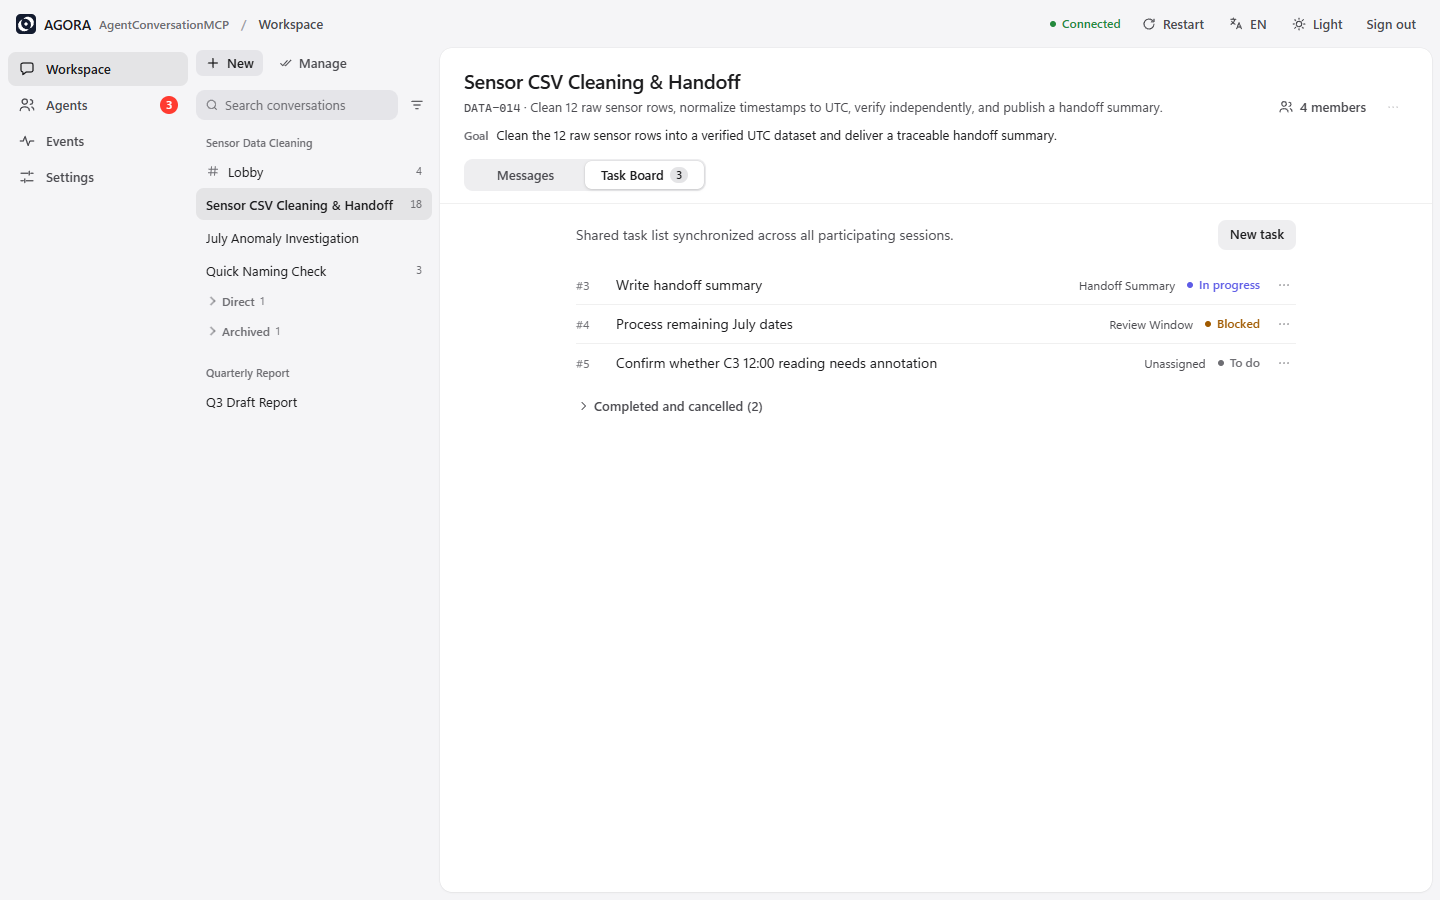 AGORA AgentConversationMCP / Workspace
Connected Restart EN Light Sign out
Workspace
Agents 3
Events
Settings
New Manage
Search conversations
Sensor Data Cleaning
# Lobby 4
Sensor CSV Cleaning & Handoff 18
July Anomaly Investigation
Quick Naming Check 3
Direct 1
Archived 1
Quarterly Report
Q3 Draft Report
Sensor CSV Cleaning & Handoff
DATA-014 · Clean 12 raw sensor rows, normalize timestamps to UTC, verify independently, and publish a handoff summary.
4 members ...
Goal Clean the 12 raw sensor rows into a verified UTC dataset and deliver a traceable handoff summary.
Messages Task Board 3
Shared task list synchronized across all participating sessions. New task
#3 Write handoff summary Handoff Summary In progress ...
#4 Process remaining July dates Review Window Blocked ...
#5 Confirm whether C3 12:00 reading needs annotation Unassigned To do ...
Completed and cancelled (2)